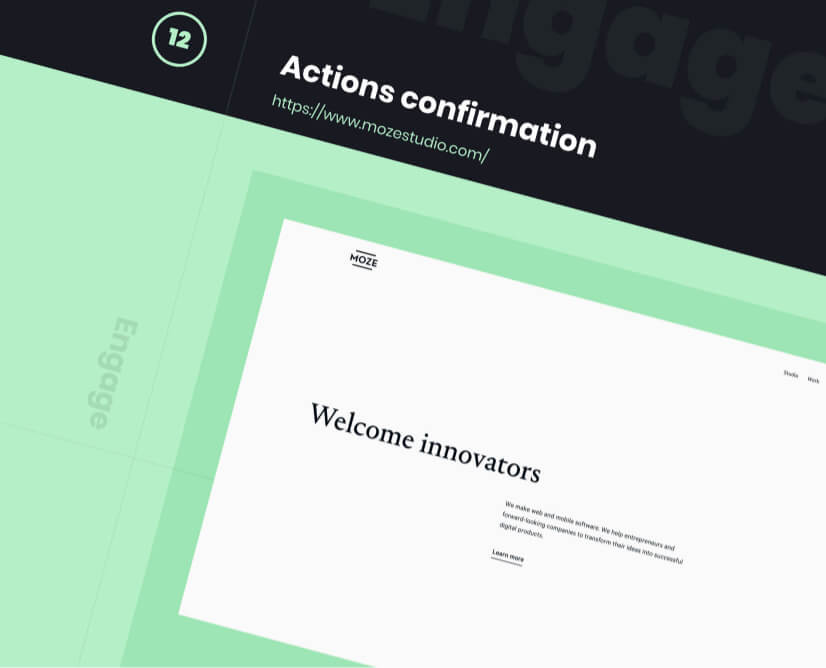 Engage
12
Actions confirmation
https://www.mozestudio.com/
MOZE
Studio Work
Engage
Welcome innovators
We make web and mobile software. We help entrepreneurs and
forward-looking companies to transform their ideas into successful
digital products.
Learn more